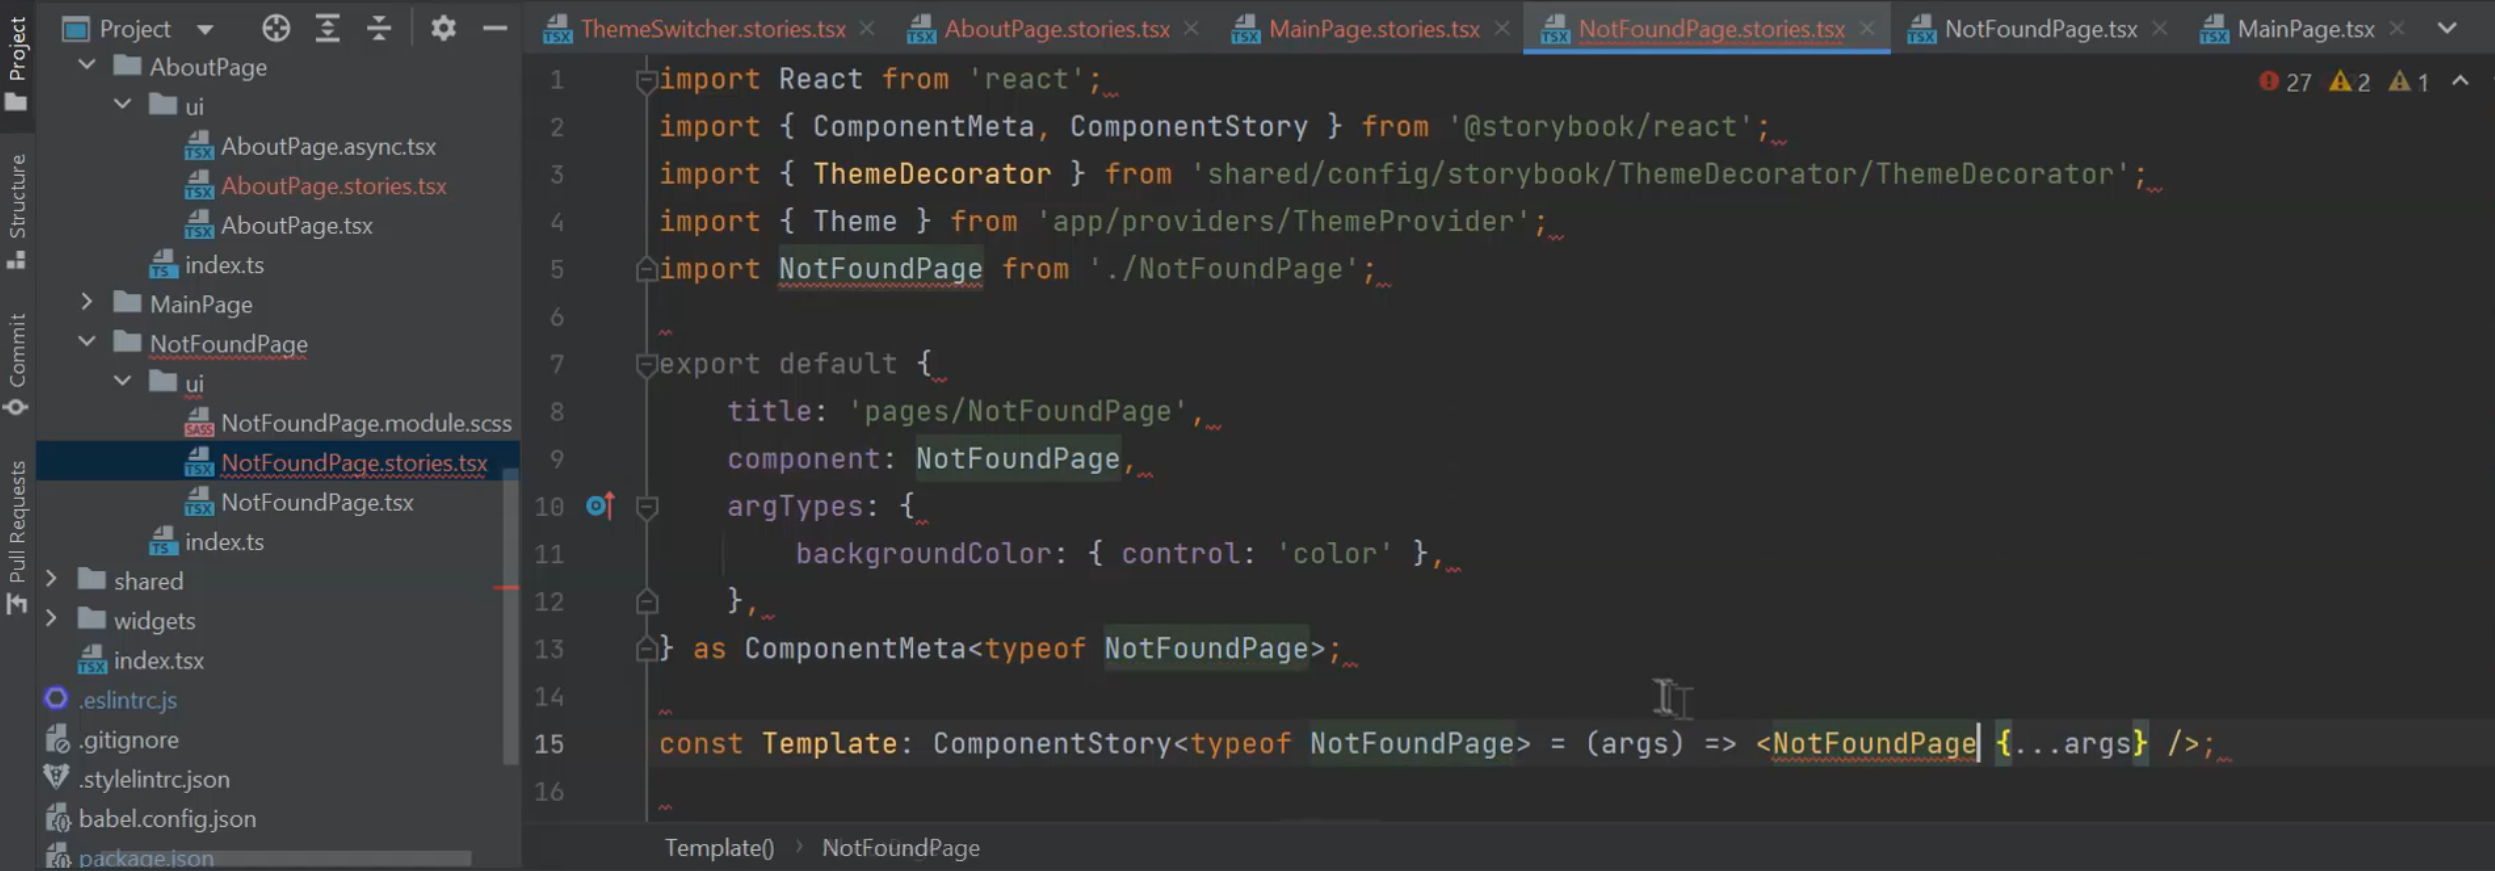 Project
ThemeSwitcher.stories.tsx
AboutPage.stories.tsx
MainPage.stories.tsx
NotFoundPage.stories.tsx
NotFoundPage.tsx
MainPage.tsx
Project
Structure
Commit
Pull Requests
AboutPage
ui
AboutPage.async.tsx
AboutPage.stories.tsx
AboutPage.tsx
index.ts
MainPage
NotFoundPage
ui
NotFoundPage.module.scss
NotFoundPage.stories.tsx
NotFoundPage.tsx
index.ts
shared
widgets
index.tsx
.eslintrc.js
.gitignore
.stylelintrc.json
babel.config.json
package.json
27 2 1
1 import React from 'react';
2 import { ComponentMeta, ComponentStory } from '@storybook/react';
3 import { ThemeDecorator } from 'shared/config/storybook/ThemeDecorator/ThemeDecorator';
4 import { Theme } from 'app/providers/ThemeProvider';
5 import NotFoundPage from './NotFoundPage';
6
7 export default {
8 title: 'pages/NotFoundPage',
9 component: NotFoundPage,
10 argTypes: {
11 backgroundColor: { control: 'color' },
12 },
13 } as ComponentMeta<typeof NotFoundPage>;
14
15 const Template: ComponentStory<typeof NotFoundPage> = (args) => <NotFoundPage {...args} />;
16
Template() › NotFoundPage